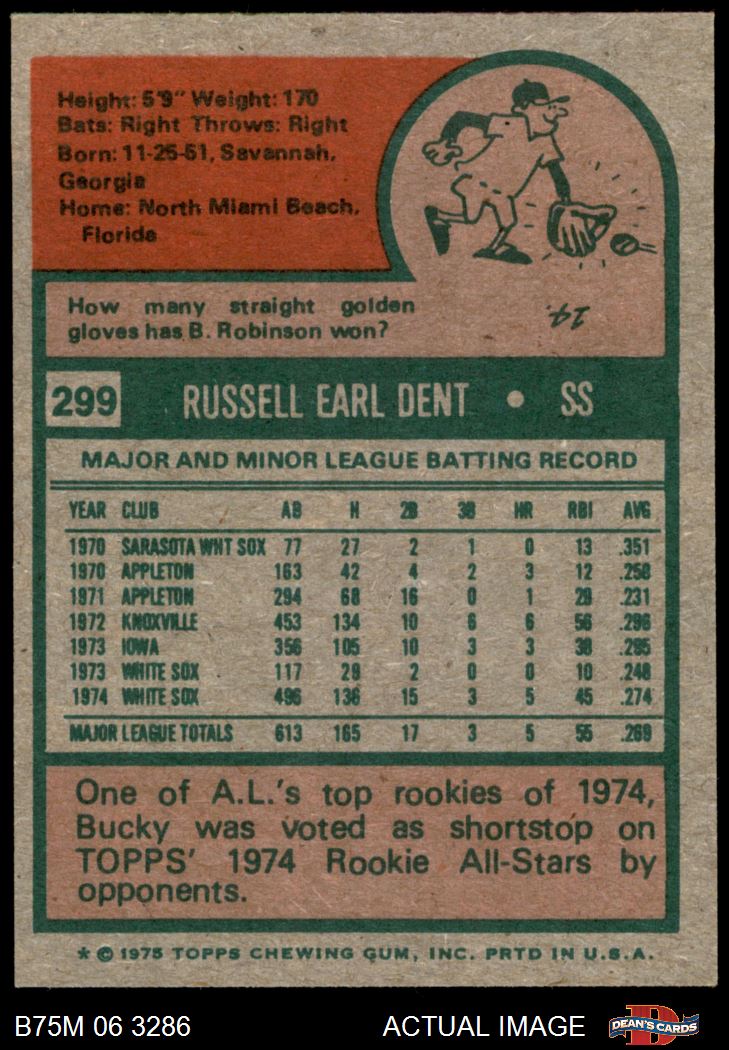 Height: 5'9" Weight: 170
Bats: Right Throws: Right
Born: 11-25-51, Savannah,
Georgia
Home: North Miami Beach,
Florida
How many straight golden
gloves has B. Robinson won?
14.
299 RUSSELL EARL DENT • SS
MAJOR AND MINOR LEAGUE BATTING RECORD
YEAR CLUB AB H 2B 3B HR RBI AVG
1970 SARASOTA WHT SOX 77 27 2 1 0 13 .351
1970 APPLETON 163 42 4 2 3 12 .258
1971 APPLETON 294 68 16 0 1 29 .231
1972 KNOXVILLE 453 134 10 6 6 56 .296
1973 IOWA 356 105 10 3 3 38 .295
1973 WHITE SOX 117 29 2 0 0 10 .248
1974 WHITE SOX 496 136 15 3 5 45 .274
MAJOR LEAGUE TOTALS 613 165 17 3 5 55 .269
One of A.L.'s top rookies of 1974,
Bucky was voted as shortstop on
TOPPS' 1974 Rookie All-Stars by
opponents.
* © 1975 TOPPS CHEWING GUM, INC. PRTD IN U.S.A.
B75M 06 3286 ACTUAL IMAGE DEAN'S CARDS